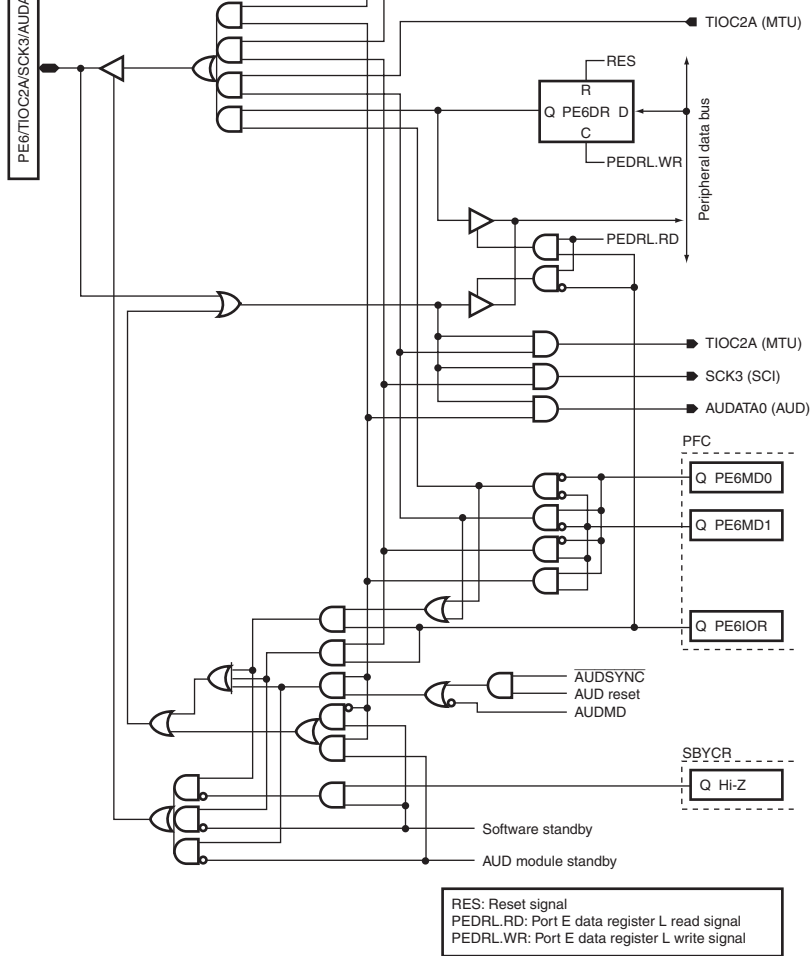 PE6/TIOC2A/SCK3/AUDA
TIOC2A (MTU)
RES
R
Q PE6DR D
C
PEDRL.WR
Peripheral data bus
PEDRL.RD
TIOC2A (MTU)
SCK3 (SCI)
AUDATA0 (AUD)
PFC
Q PE6MD0
Q PE6MD1
Q PE6IOR
AUDSYNC
AUD reset
AUDMD
SBYCR
Q Hi-Z
Software standby
AUD module standby
RES: Reset signal
PEDRL.RD: Port E data register L read signal
PEDRL.WR: Port E data register L write signal